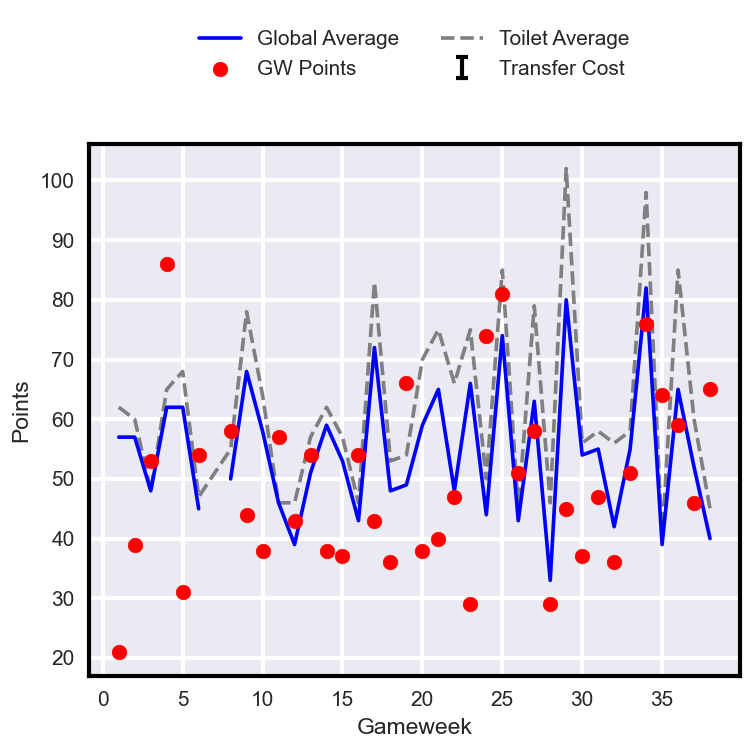 Global Average
Toilet Average
GW Points
Transfer Cost
100
90
80
70
60
50
40
30
20
Points
0 5 10 15 20 25 30 35
Gameweek